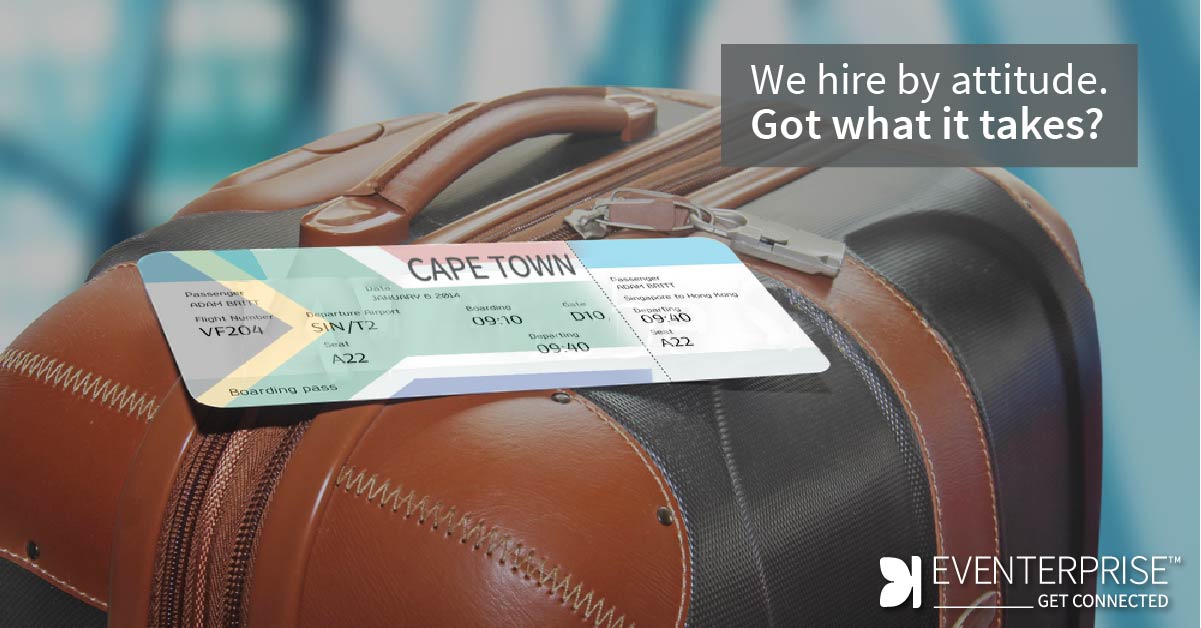 We hire by attitude.
Got what it takes?
CAPE TOWN
Passenger
ADAM BRITT
Flight Number
VF204
Date
JANUARY 6 2014
Departure Airport
SIN/T2
Seat
A22
Boarding
09:10
Gate
D10
Departing
09:40
Boarding pass
Passenger
ADAM BRITT
Singapore to Hong Kong
Departing
09:40
Seat
A22
EVENTERPRISE™
GET CONNECTED